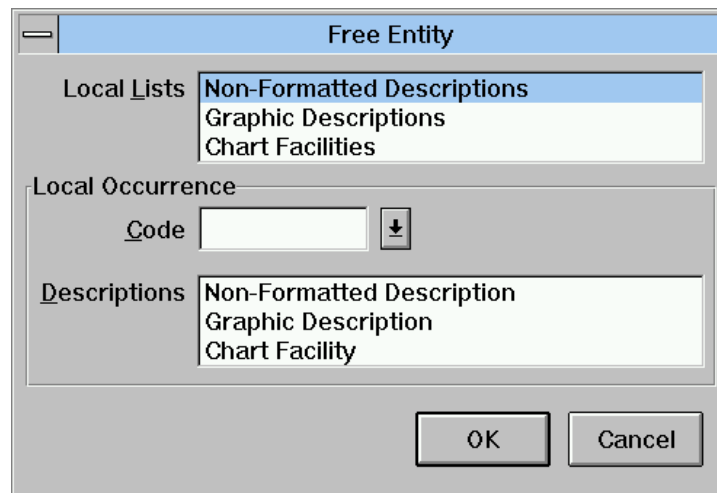 Free Entity
Local Lists
Non-Formatted Descriptions
Graphic Descriptions
Chart Facilities
Local Occurrence
Code
Descriptions
Non-Formatted Description
Graphic Description
Chart Facility
OK
Cancel